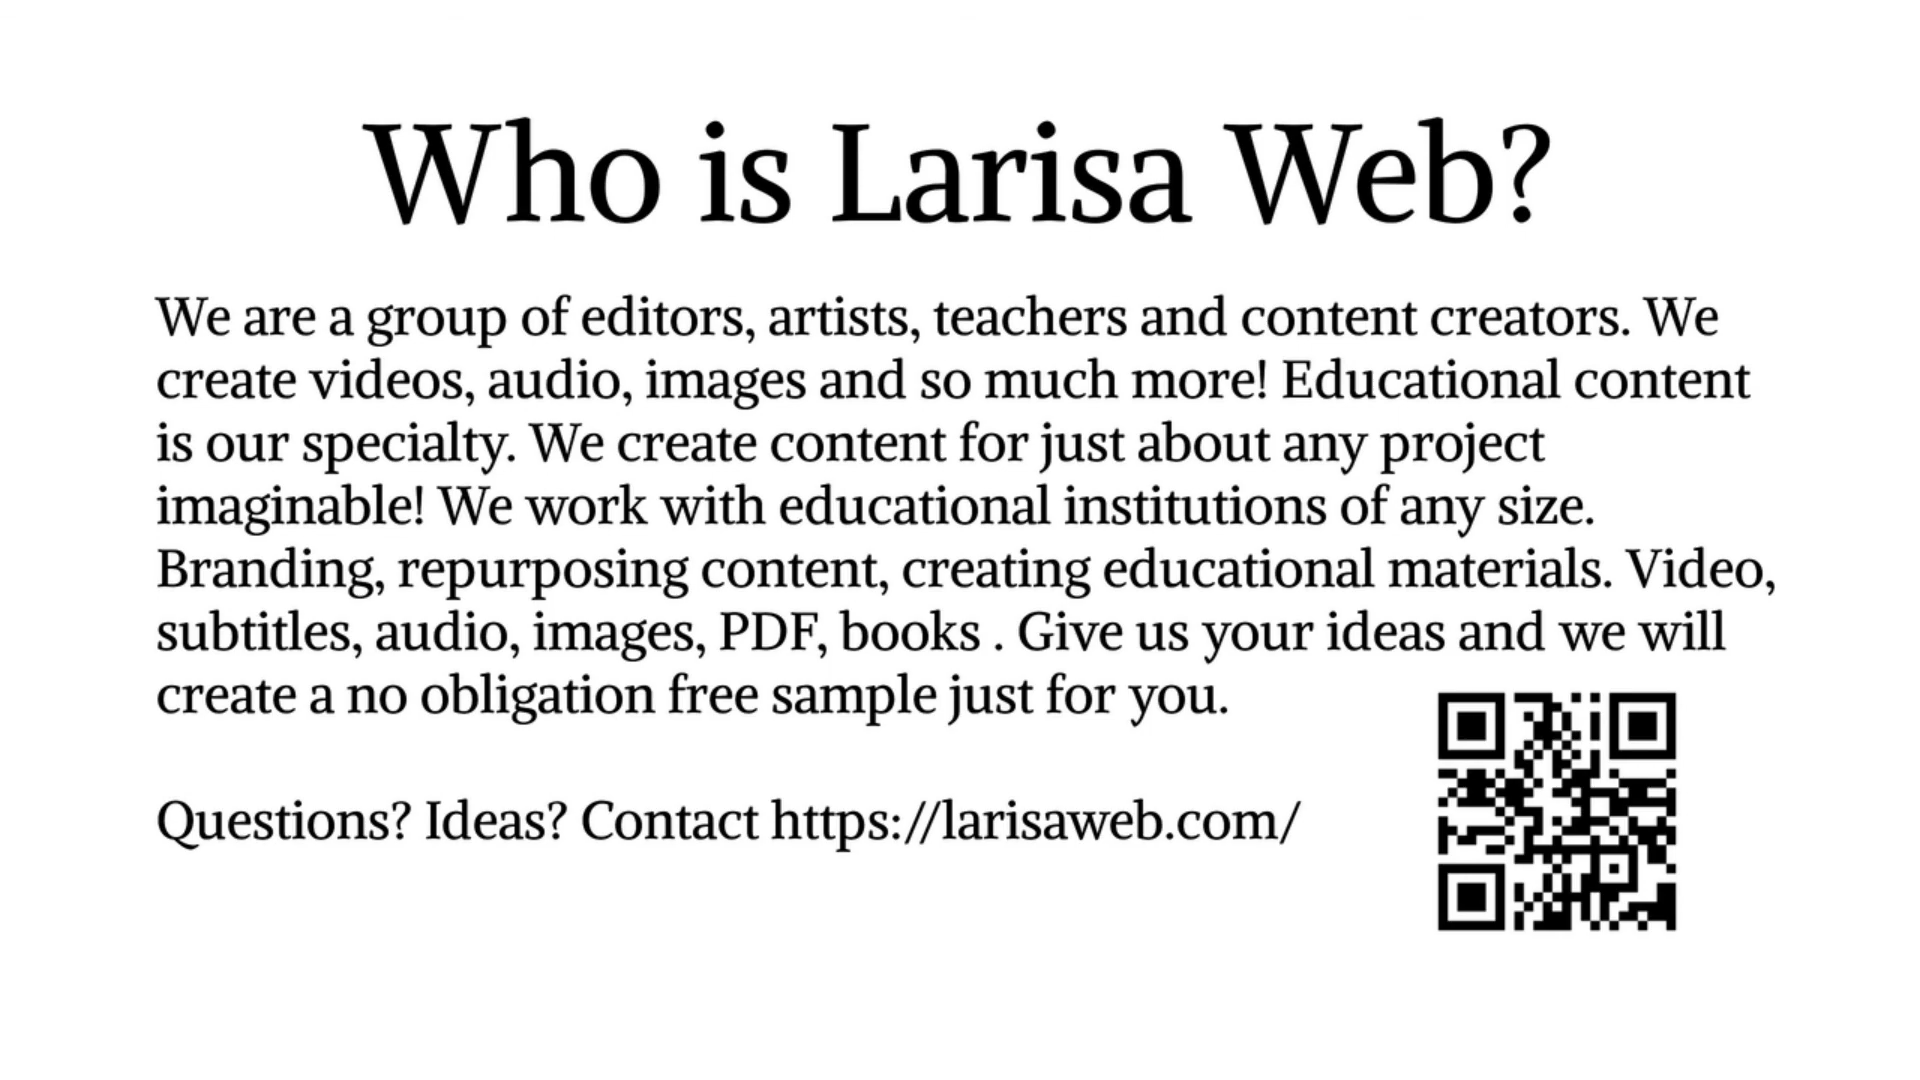 Who is Larisa Web?
We are a group of editors, artists, teachers and content creators. We
create videos, audio, images and so much more! Educational content
is our specialty. We create content for just about any project
imaginable! We work with educational institutions of any size.
Branding, repurposing content, creating educational materials. Video,
subtitles, audio, images, PDF, books . Give us your ideas and we will
create a no obligation free sample just for you.
Questions? Ideas? Contact https://larisaweb.com/